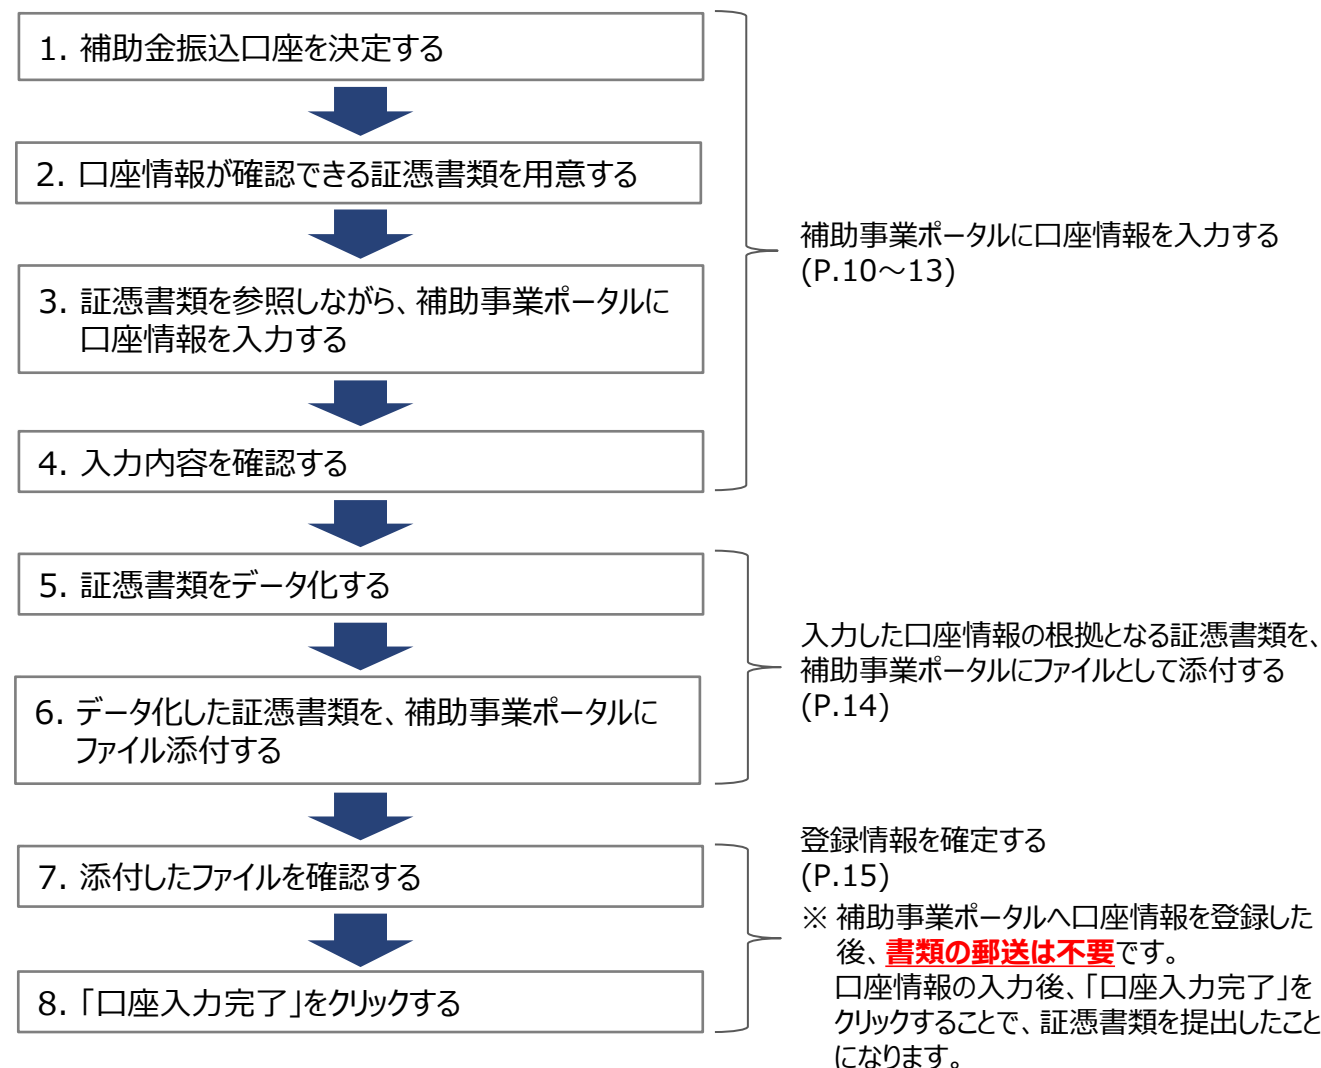 1. 補助金振込口座を決定する
2. 口座情報が確認できる証憑書類を用意する
3. 証憑書類を参照しながら、補助事業ポータルに
口座情報を入力する
4. 入力内容を確認する
補助事業ポータルに口座情報を入力する
(P.10～13)
5. 証憑書類をデータ化する
6. データ化した証憑書類を、補助事業ポータルに
ファイル添付する
入力した口座情報の根拠となる証憑書類を、
補助事業ポータルにファイルとして添付する
(P.14)
7. 添付したファイルを確認する
8. 「口座入力完了」をクリックする
登録情報を確定する
(P.15)
※ 補助事業ポータルへ口座情報を登録した
後、書類の郵送は不要です。
口座情報の入力後、「口座入力完了」を
クリックすることで、証憑書類を提出したこと
になります。